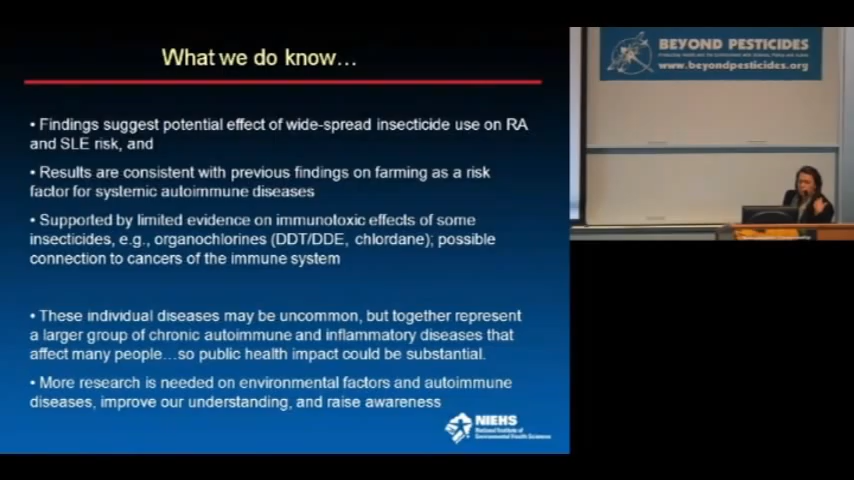 What we do know…
• Findings suggest potential effect of wide-spread insecticide use on RA
and SLE risk, and
• Results are consistent with previous findings on farming as a risk
factor for systemic autoimmune diseases
• Supported by limited evidence on immunotoxic effects of some
insecticides, e.g., organochlorines (DDT/DDE, chlordane); possible
connection to cancers of the immune system
• These individual diseases may be uncommon, but together represent
a larger group of chronic autoimmune and inflammatory diseases that
affect many people…so public health impact could be substantial.
• More research is needed on environmental factors and autoimmune
diseases, improve our understanding, and raise awareness
NIEHS
National Institute of
Environmental Health Sciences
BEYOND PESTICIDES
www.beyondpesticides.org